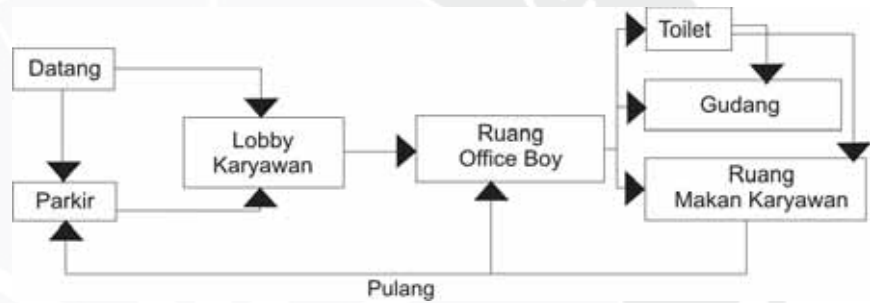 Datang
Parkir
Lobby
Karyawan
Ruang
Office Boy
Toilet
Gudang
Ruang
Makan Karyawan
Pulang